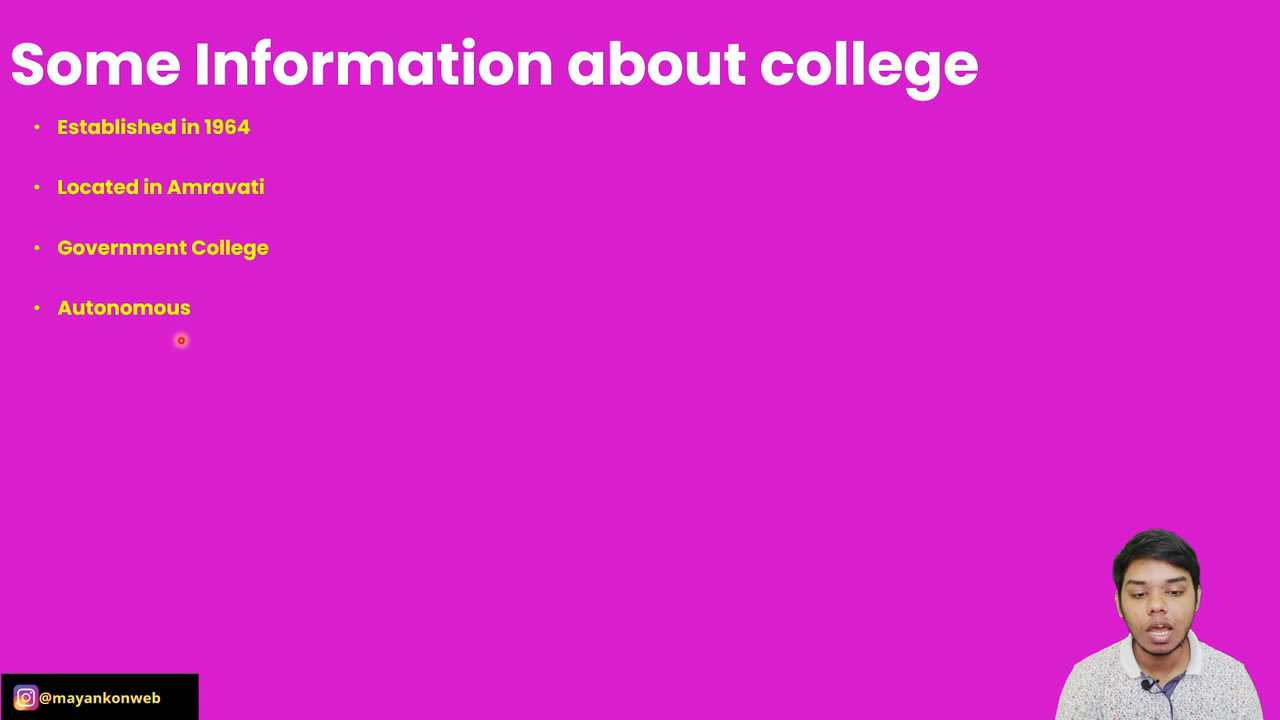 Some Information about college
• Established in 1964
• Located in Amravati
• Government College
• Autonomous
@mayankonweb